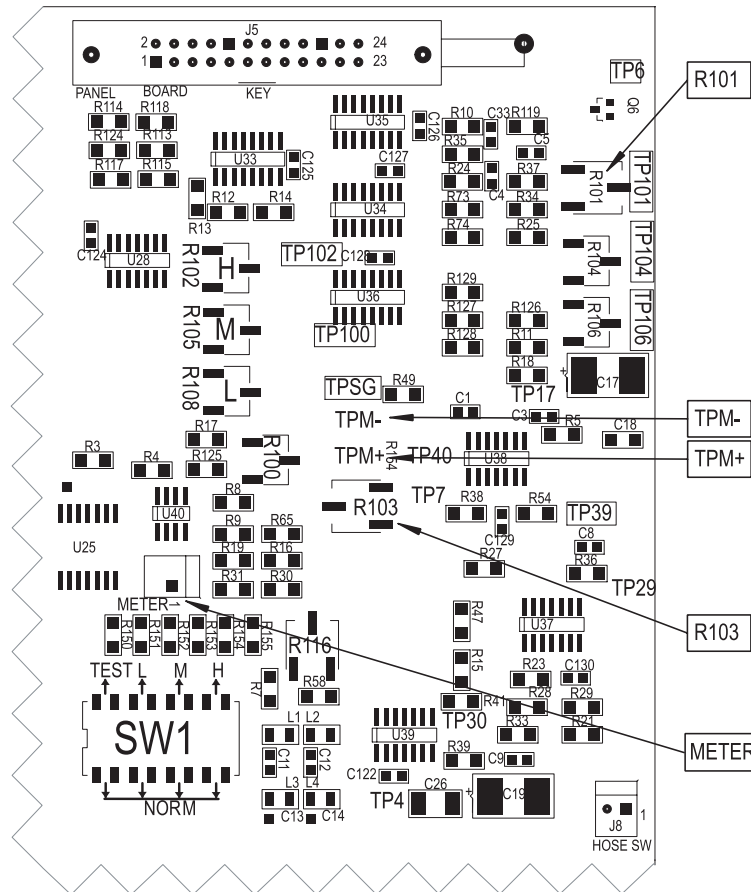 J5
2 24
1 23
PANEL BOARD KEY
TP6
R101
R114 R118
U35
C126
R10 C33 R119
Q6
R124 R113
R35 C5
R117 R115
U33
C125
C127
R24 C4 R37
R101
TP101
R13
R12 R14
U34
R73 R34
R74 R25
C124
U28
R102
H
TP102
C128
R104
TP104
U36
R129
R105
M
R127 R126
R106
TP106
TP100
R128 R11
R108
L
R18
C17
TPSG
R49
TP17
C1 C3
TPM-
TPM-
R17
R5 C18
R3 R4 R125
R100
TPM+
R154
TP40
U38
TPM+
R8
U40
R103
TP7
R38 R54
TP39
R9 R65
C129
U25
R19 R16
C8
R27
R36
R31 R30
TP29
METER 1
R47
U37
R103
R150
R151
R152
R153
R154
R155
R116
TEST L M H
R7
R58
R15
R23 C130
R41 R28 R29
TP30
SW1
L1 L2
R33 R21
U39
C11 C12
R39 C9
METER
C122
NORM
L3 L4
TP4
C26
C19
C13 C14
1
J8
HOSE SW